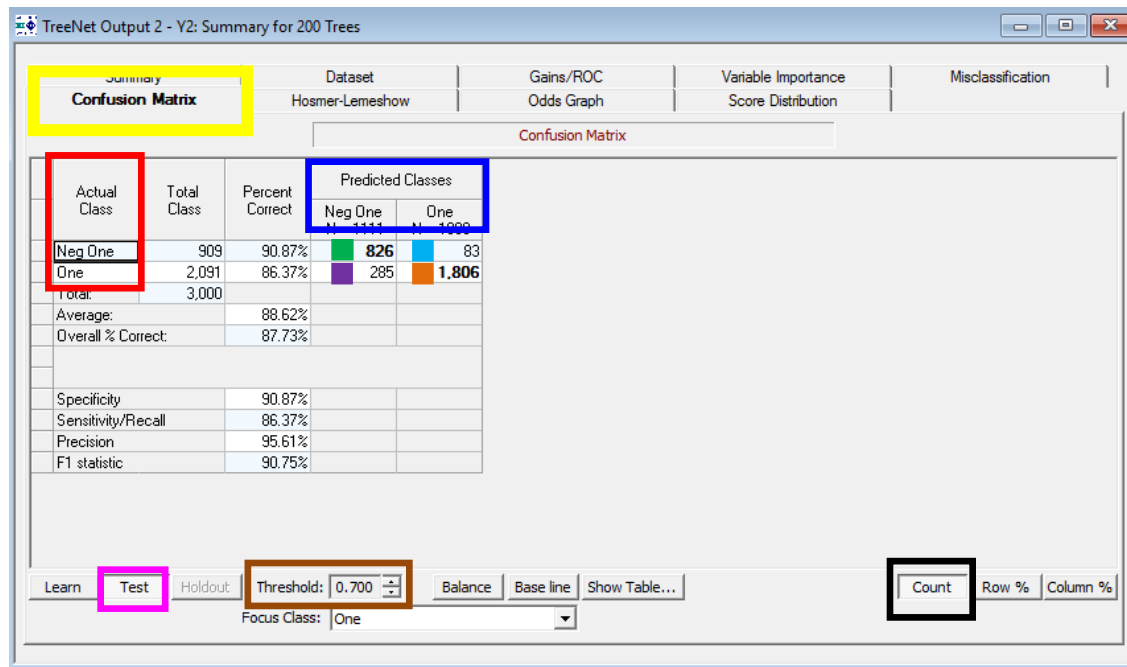 TreeNet Output 2 - Y2: Summary for 200 Trees
Summary Dataset Gains/ROC Variable Importance Misclassification
Confusion Matrix Hosmer-Lemeshow Odds Graph Score Distribution
Confusion Matrix
Actual Class Total Class Percent Correct Predicted Classes
Neg One One
Neg One 909 90.87% 826 83
One 2,091 86.37% 285 1,806
Total: 3,000
Average: 88.62%
Overall % Correct: 87.73%
Specificity 90.87%
Sensitivity/Recall 86.37%
Precision 95.61%
F1 statistic 90.75%
Learn Test Holdout Threshold: 0.700 Balance Base line Show Table... Count Row % Column %
Focus Class: One